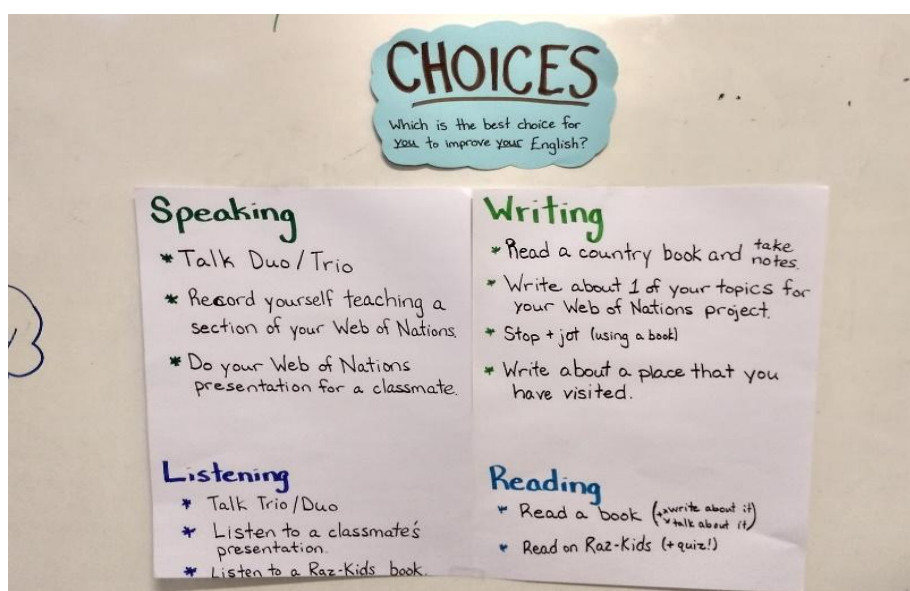 CHOICES
Which is the best choice for
you to improve your English?
Speaking
* Talk Duo/Trio
* Record yourself teaching a
section of your Web of Nations.
* Do your Web of Nations
presentation for a classmate.
Listening
* Talk Trio/Duo
* Listen to a classmate's
presentation.
* Listen to a Raz-Kids book.
Writing
* Read a country book and take
notes.
* Write about 1 of your topics for
your Web of Nations project.
* Stop + jot (using a book)
* Write about a place that you
have visited.
Reading
* Read a book (→ write about it
→ talk about it)
* Read on Raz-Kids (+ quiz!)